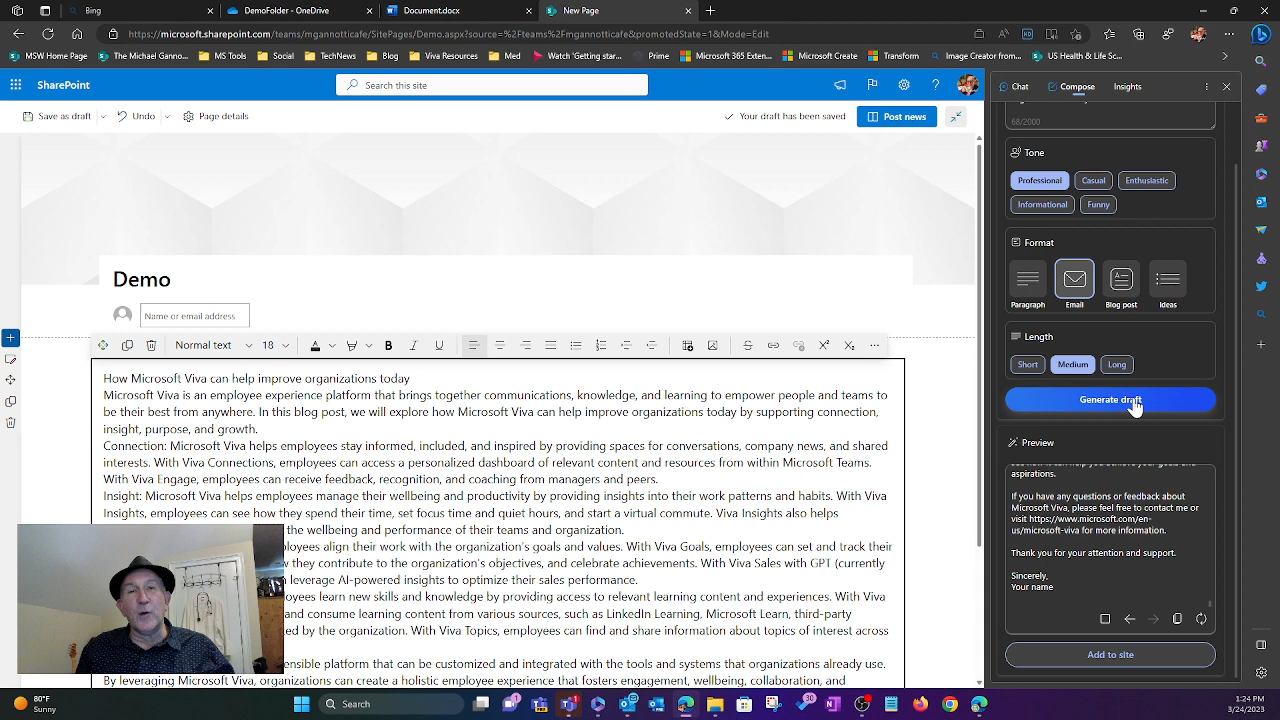 Bing
DemoFolder - OneDrive
Document.docx
New Page
https://microsoft.sharepoint.com/teams/mgannotticafe/SitePages/Demo.aspx?source=%2Fteams%2Fmgannotticafe&promotedState=1&Mode=Edit
MSW Home Page
The Michael Ganno...
MS Tools
Social
TechNews
Blog
Viva Resources
Med
Watch 'Getting star...
Prime
Microsoft 365 Exten...
Microsoft Create
Transform
Image creator from...
US Health & Life Sc...
SharePoint
Search this site
Chat
Compose
Insights
Save as draft
Undo
Page details
Your draft has been saved
Post news
68/2000
Tone
Professional
Casual
Enthusiastic
Informational
Funny
Format
Paragraph
Email
Blog post
Ideas
Length
Short
Medium
Long
Generate draft
Demo
Name or email address
Normal text
18
How Microsoft Viva can help improve organizations today
Microsoft Viva is an employee experience platform that brings together communications, knowledge, and learning to empower people and teams to
be their best from anywhere. In this blog post, we will explore how Microsoft Viva can help improve organizations today by supporting connection,
insight, purpose, and growth.
Connection: Microsoft Viva helps employees stay informed, included, and inspired by providing spaces for conversations, company news, and shared
interests. With Viva Connections, employees can access a personalized dashboard of relevant content and resources from within Microsoft Teams.
With Viva Engage, employees can receive feedback, recognition, and coaching from managers and peers.
Insight: Microsoft Viva helps employees manage their wellbeing and productivity by providing insights into their work patterns and habits. With Viva
Insights, employees can see how they spend their time, set focus time and quiet hours, and start a virtual commute. Viva Insights also helps
the wellbeing and performance of their teams and organization.
ployees align their work with the organization's goals and values. With Viva Goals, employees can set and track their
w they contribute to the organization's objectives, and celebrate achievements. With Viva Sales with GPT (currently
leverage AI-powered insights to optimize their sales performance.
oyees learn new skills and knowledge by providing access to relevant learning content and experiences. With Viva
and consume learning content from various sources, such as LinkedIn Learning, Microsoft Learn, third-party
ed by the organization. With Viva Topics, employees can find and share information about topics of interest across
ensible platform that can be customized and integrated with the tools and systems that organizations already use.
By leveraging Microsoft Viva, organizations can create a holistic employee experience that fosters engagement, wellbeing, collaboration, and
Preview
aspirations.
If you have any questions or feedback about
Microsoft Viva, please feel free to contact me or
visit https://www.microsoft.com/en-
us/microsoft-viva for more information.
Thank you for your attention and support.
Sincerely,
Your name
Add to site
80°F
Sunny
Search
1
1
30
1:24 PM
3/24/2023